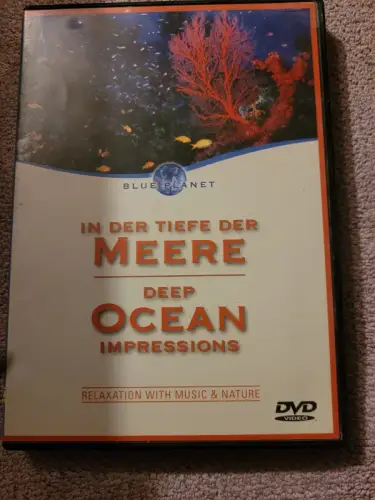 BLUE PLANET
IN DER TIEFE DER
MEERE
DEEP
OCEAN
IMPRESSIONS
RELAXATION WITH MUSIC & NATURE
DVD
VIDEO